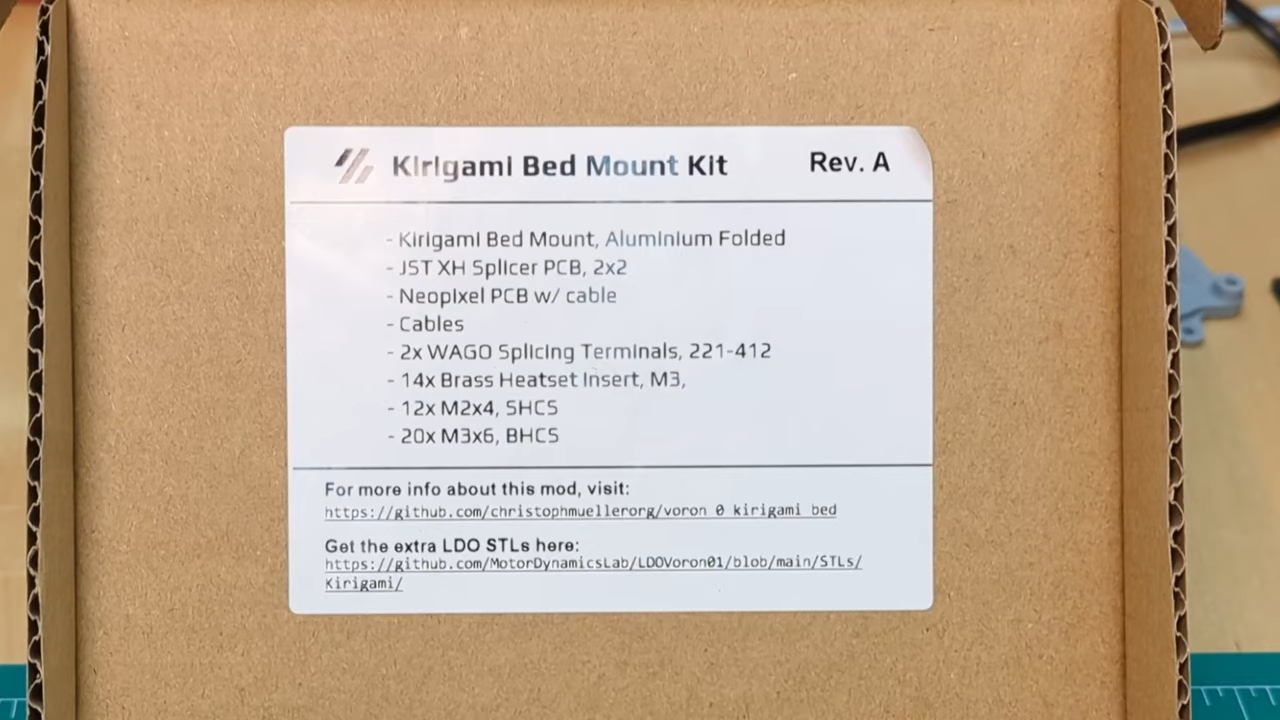 Kirigami Bed Mount Kit Rev. A
- Kirigami Bed Mount, Aluminium Folded
- JST XH Splicer PCB, 2x2
- Neopixel PCB w/ cable
- Cables
- 2x WAGO Splicing Terminals, 221-412
- 14x Brass Heatset Insert, M3,
- 12x M2x4, SHCS
- 20x M3x6, BHCS
For more info about this mod, visit:
https://github.com/christophmuellerorg/voron_0_kirigami_bed
Get the extra LDO STLs here:
https://github.com/MotorDynamicsLab/LDOVoron01/blob/main/STLs/
Kirigami/